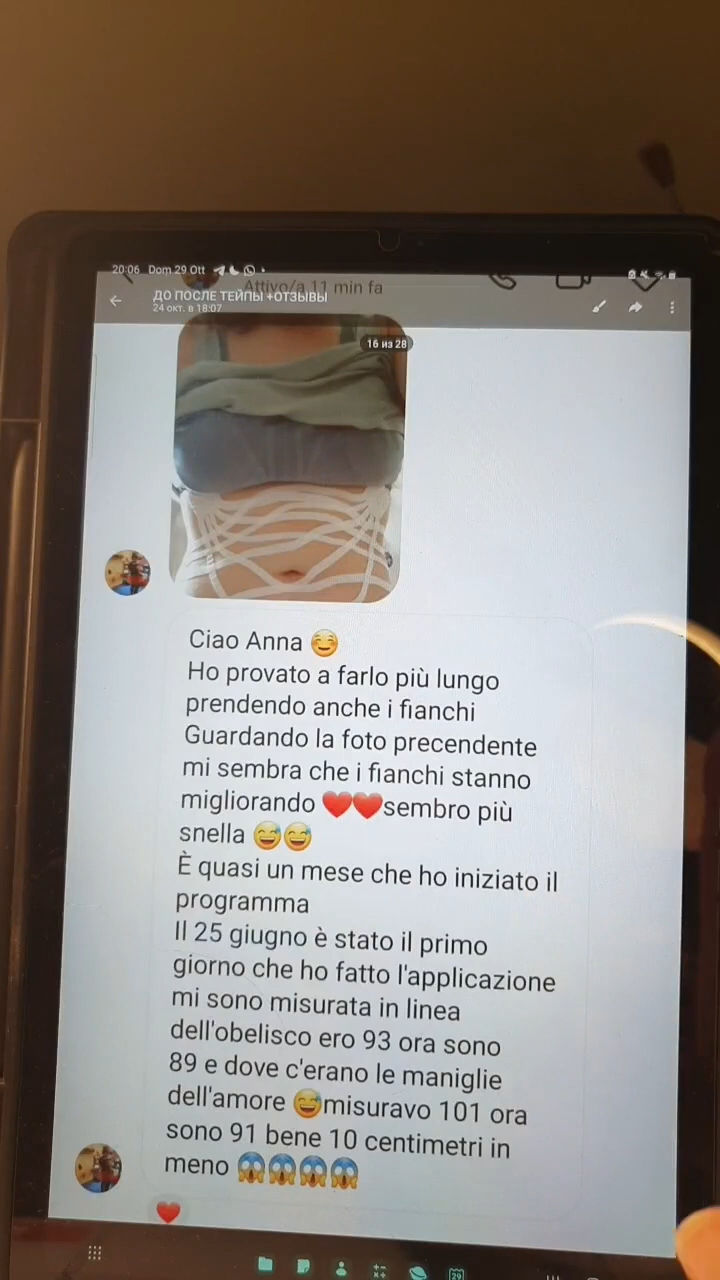 20:06 Dom 29 Ott
Attivo/a 11 min fa
ДО ПОСЛЕ ТЕЙПЫ +ОТЗЫВЫ
24 окт. в 18:07
16 из 28
Ciao Anna ☺️
Ho provato a farlo più lungo
prendendo anche i fianchi
Guardando la foto precendente
mi sembra che i fianchi stanno
migliorando ❤️❤️sembro più
snella 😅😅
È quasi un mese che ho iniziato il
programma
Il 25 giugno è stato il primo
giorno che ho fatto l'applicazione
mi sono misurata in linea
dell'obelisco ero 93 ora sono
89 e dove c'erano le maniglie
dell'amore 😅misuravo 101 ora
sono 91 bene 10 centimetri in
meno 😱😱😱😱
❤️
29